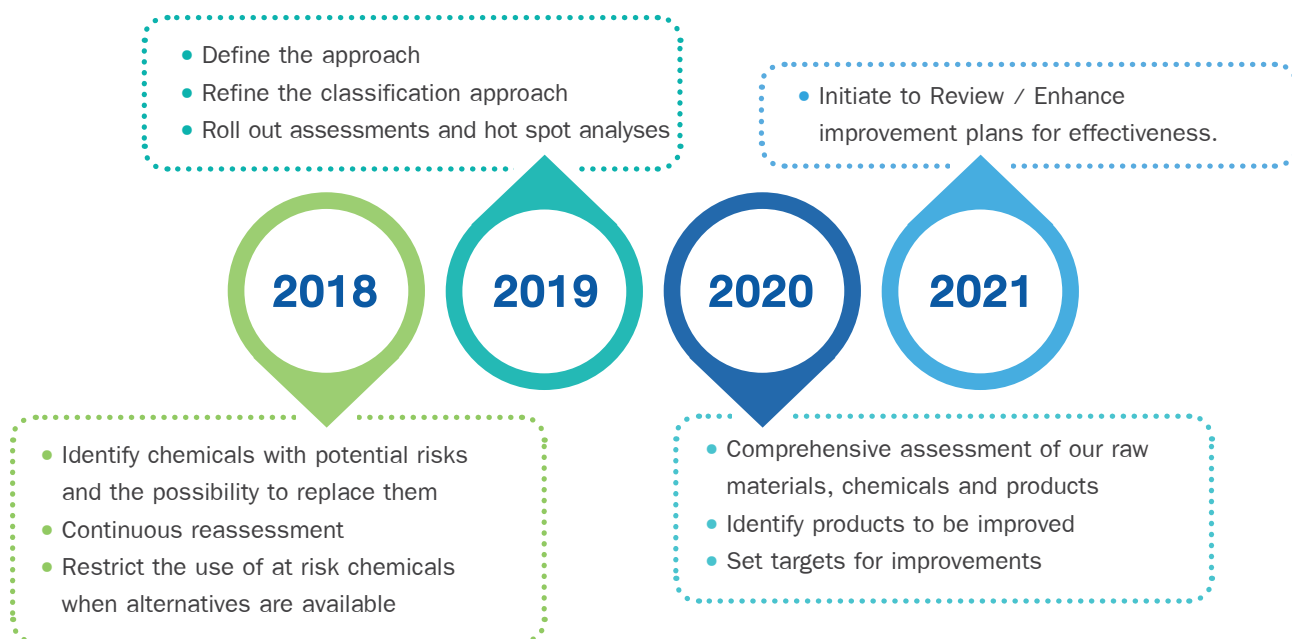 Define the approach
Refine the classification approach
Roll out assessments and hot spot analyses
Initiate to Review / Enhance
improvement plans for effectiveness.
2018
2019
2020
2021
Identify chemicals with potential risks
and the possibility to replace them
Continuous reassessment
Restrict the use of at risk chemicals
when alternatives are available
Comprehensive assessment of our raw
materials, chemicals and products
Identify products to be improved
Set targets for improvements